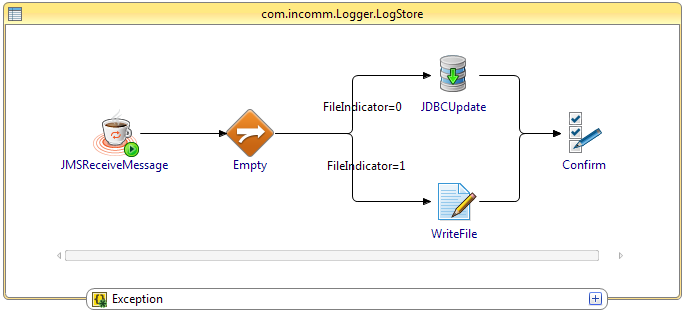 com.incomm.Logger.LogStore
FileIndicator=0
JDBCUpdate
JMSReceiveMessage
Empty
Confirm
FileIndicator=1
WriteFile
Exception